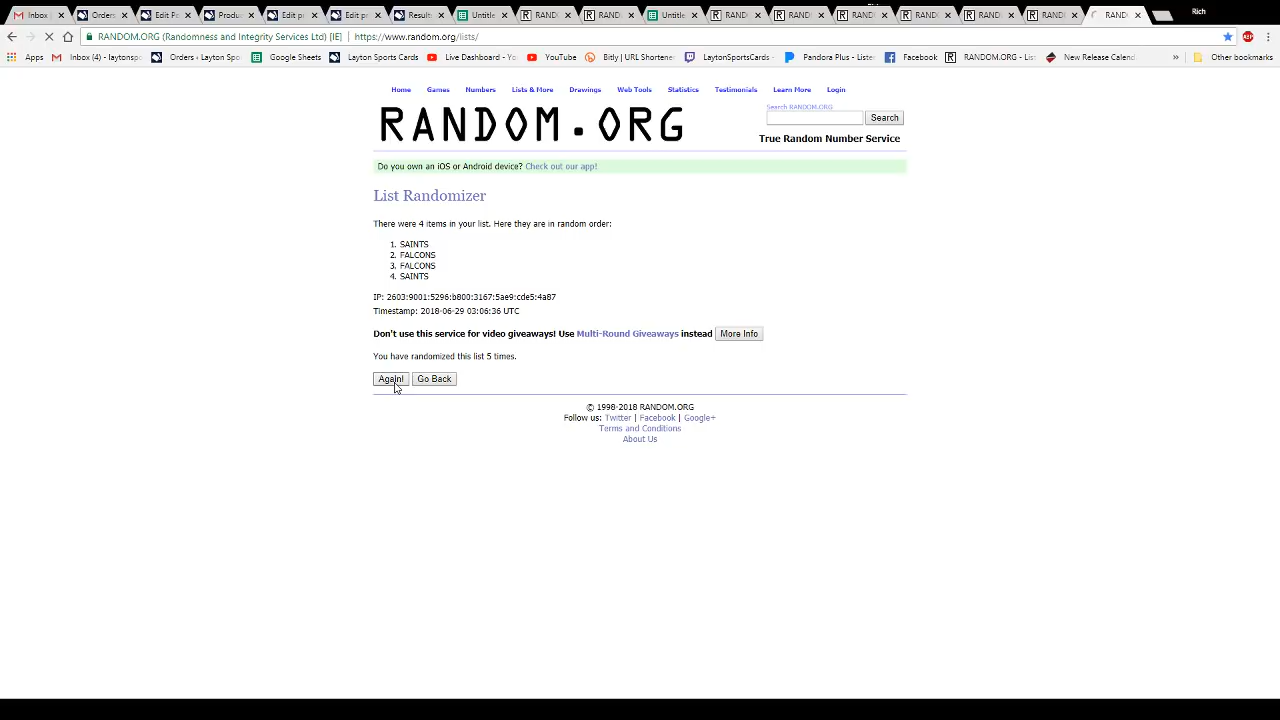 Inbox Orders Edit Pe Produ Edit pr Edit pr Result Untitle RAND RAND Untitle RAND RAND RAND RAND RAND RAND RAND Rich
RANDOM.ORG (Randomness and Integrity Services Ltd) [IE] https://www.random.org/lists/ ABP
Apps Inbox (4) - laytonspo Orders ‹ Layton Spo Google Sheets Layton Sports Cards Live Dashboard - Yo YouTube Bitly | URL Shortene LaytonSportsCards - Pandora Plus - Listen Facebook RANDOM.ORG - Lis New Release Calend » Other bookmarks
Home Games Numbers Lists & More Drawings Web Tools Statistics Testimonials Learn More Login
Search RANDOM.ORG
RANDOM.ORG Search
True Random Number Service
Do you own an iOS or Android device? Check out our app!
List Randomizer
There were 4 items in your list. Here they are in random order:
1. SAINTS
2. FALCONS
3. FALCONS
4. SAINTS
IP: 2603:9001:5296:b800:3167:5ae9:cde5:4a87
Timestamp: 2018-06-29 03:06:36 UTC
Don't use this service for video giveaways! Use Multi-Round Giveaways instead More Info
You have randomized this list 5 times.
Again! Go Back
© 1998-2018 RANDOM.ORG
Follow us: Twitter | Facebook | Google+
Terms and Conditions
About Us